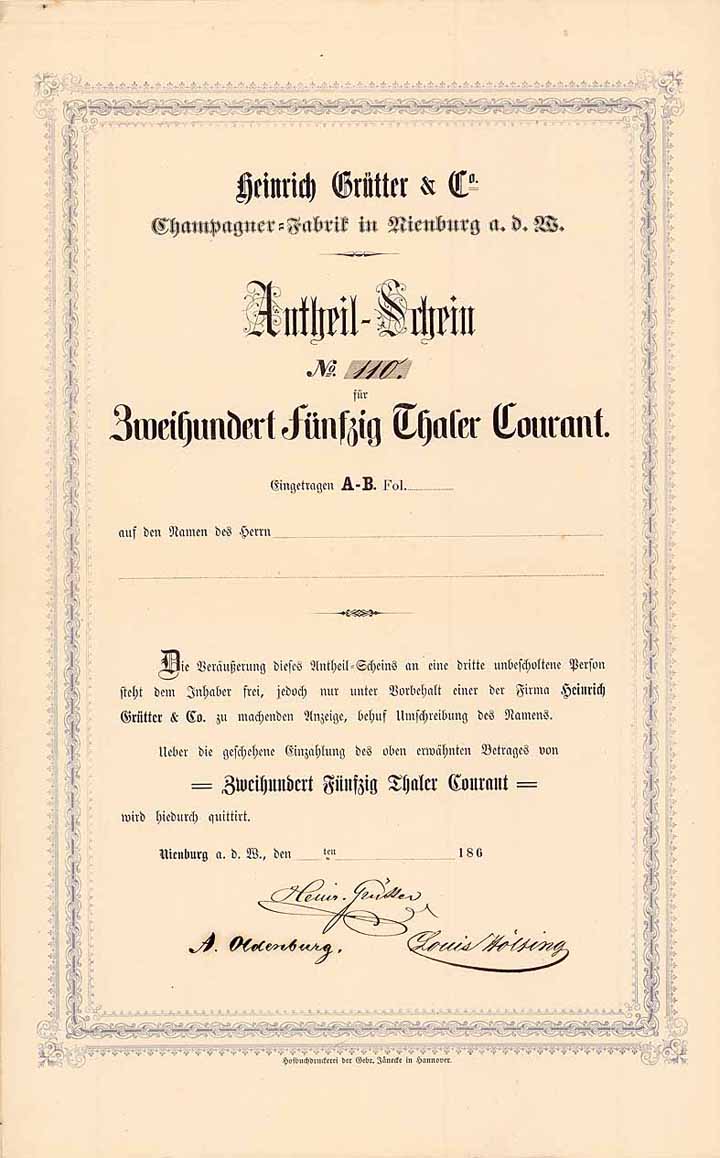 Heinrich Grütter & Co.
Champagner-Fabrik in Nienburg a. d. W.
Antheil-Schein
No. 110.
für
Zweihundert Fünfzig Thaler Courant.
Eingetragen A-B. Fol.
auf den Namen des Herrn
Die Veräußerung dieses Antheil-Scheins an eine dritte unbescholtene Person
steht dem Inhaber frei, jedoch nur unter Vorbehalt einer der Firma Heinrich
Grütter & Co. zu machenden Anzeige, behuf Umschreibung des Namens.
Ueber die geschehene Einzahlung des oben erwähnten Betrages von
= Zweihundert Fünfzig Thaler Courant =
wird hiedurch quittirt.
Nienburg a. d. W., den ten 186
Heinr. Grütter
A. Oldenburg. Louis Hölsing
Hofbuchdruckerei der Gebr. Jänecke in Hannover.